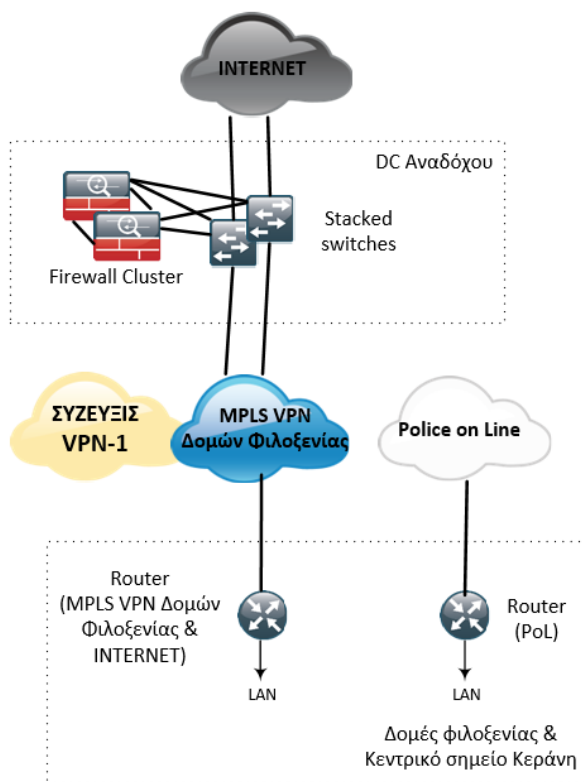 INTERNET
DC Αναδόχου
Stacked
switches
Firewall Cluster
ΣΥΖΕΥΞΙΣ
VPN-1
MPLS VPN
Δομών Φιλοξενίας
Police on Line
Router
(MPLS VPN Δομών
Φιλοξενίας &
INTERNET)
Router
(PoL)
LAN
LAN
Δομές φιλοξενίας &
Κεντρικό σημείο Κεράνη